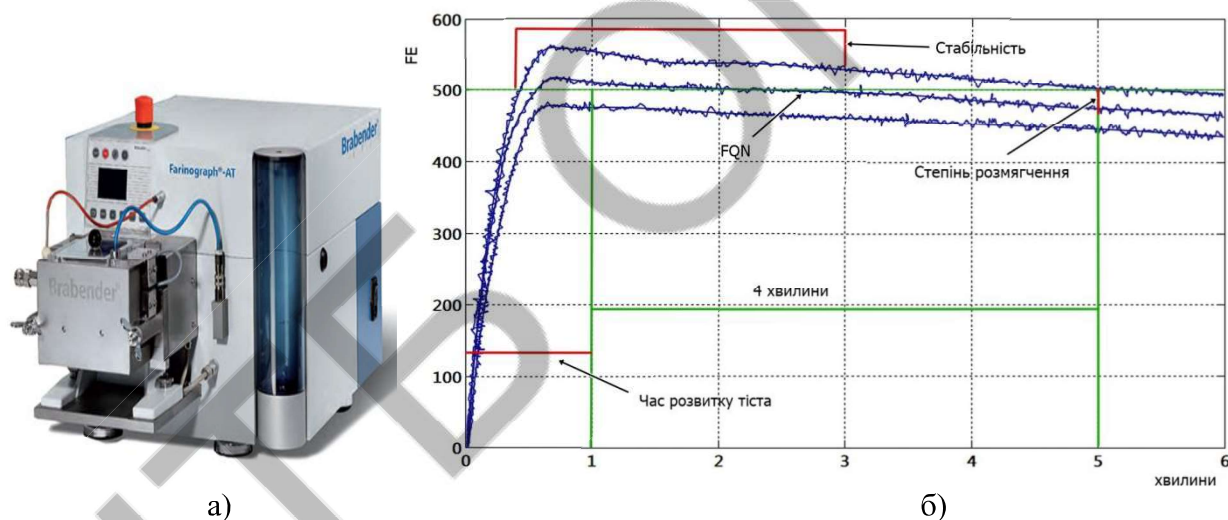 Brabender
Farinograph®-AT
Brabender
FE
600
500
400
300
200
100
0
0
1
2
3
4
5
6
хвилини
Стабільність
FQN
Степінь розмягчення
4 хвилини
Час розвитку тіста
а)
б)